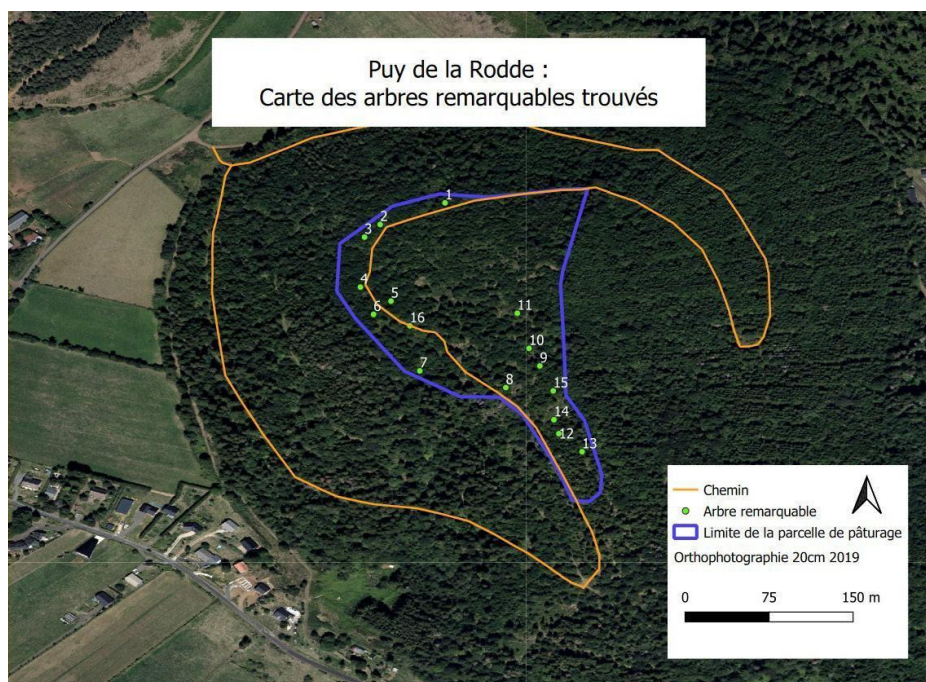 Puy de la Rodde :
Carte des arbres remarquables trouvés
1
2
3
4
5
6
16
11
10
7
9
8
15
14
12
13
Chemin
Arbre remarquable
Limite de la parcelle de pâturage
Orthophotographie 20cm 2019
0 75 150 m